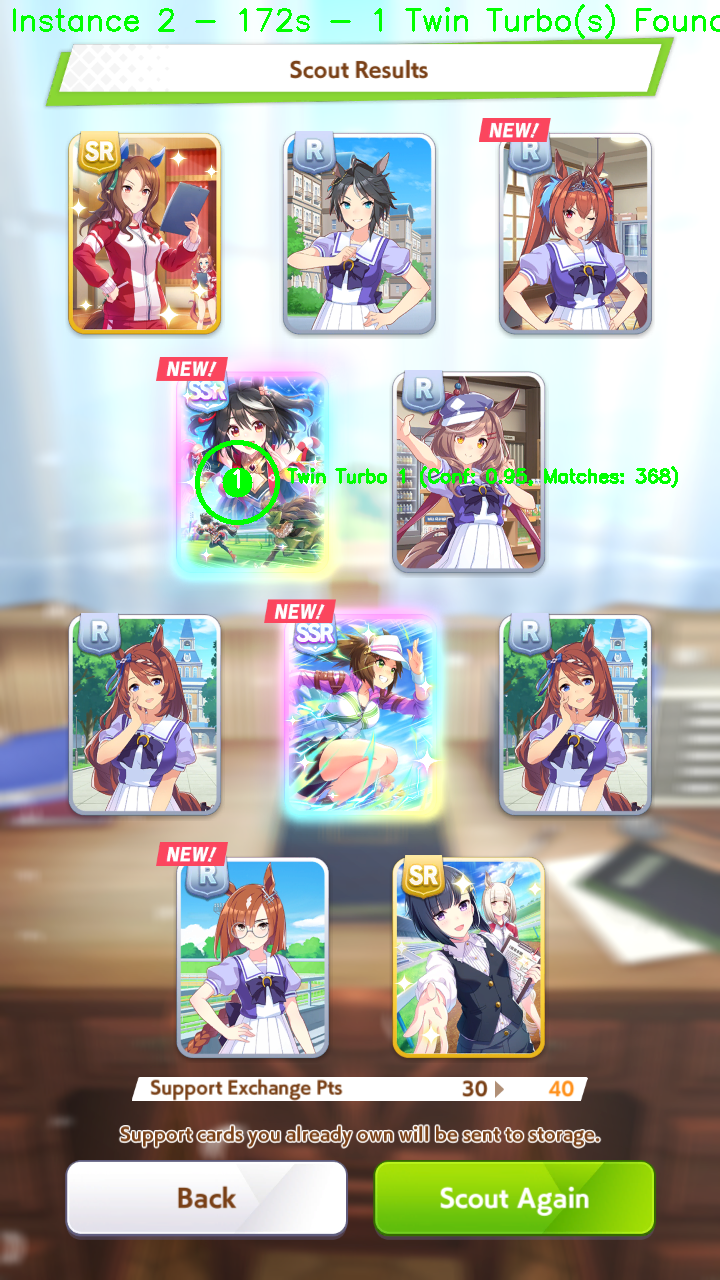 Instance 2 - 172s - 1 Twin Turbo(s) Found
Scout Results
SR
R
NEW!
R
NEW!
SSR
R
1
Twin Turbo 1 (Conf: 0.95, Matches: 368)
R
NEW!
SSR
R
NEW!
R
SR
Support Exchange Pts 30 40
Support cards you already own will be sent to storage.
Back
Scout Again